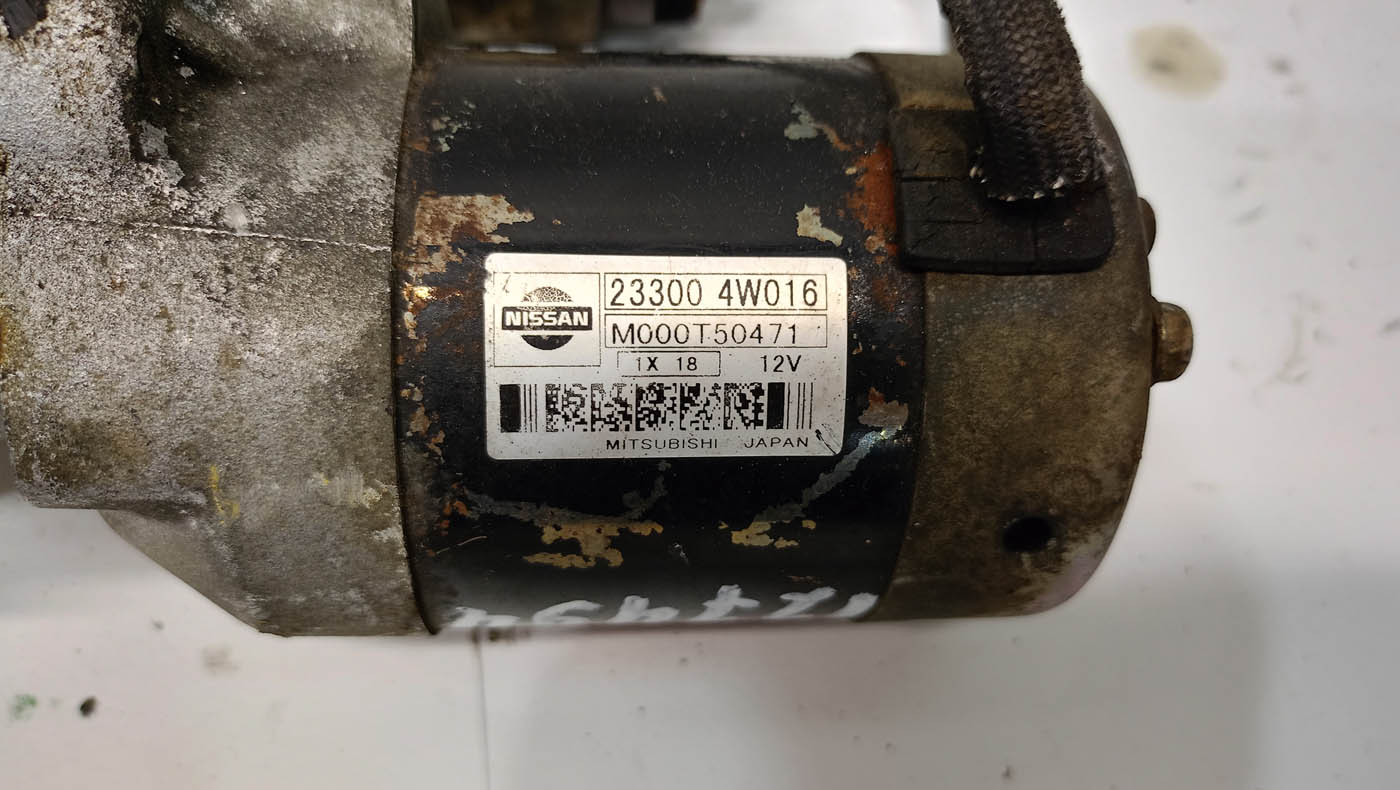 NISSAN
23300 4W016
M000T50471
1X 18 12V
MITSUBISHI JAPAN